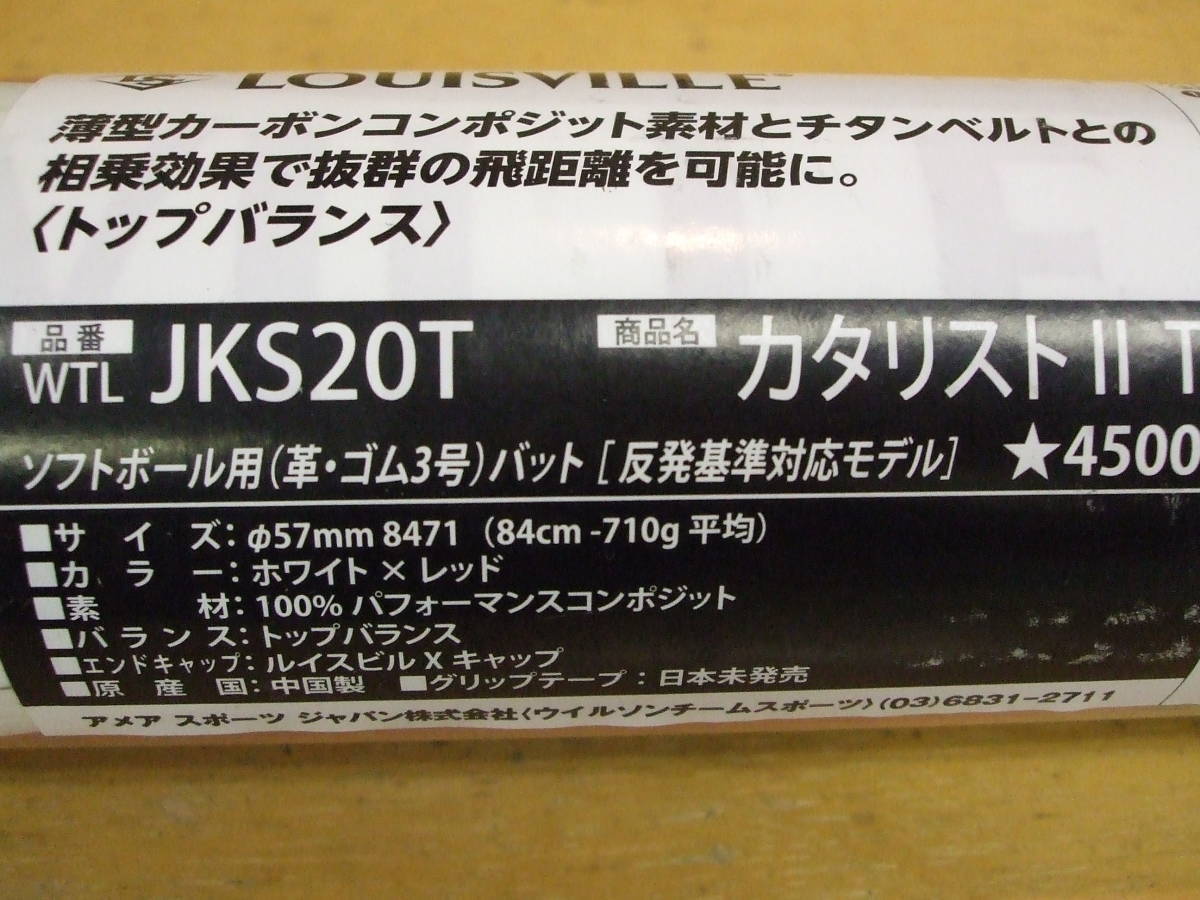 LOUISVILLE
薄型カーボンコンポジット素材とチタンベルトとの
相乗効果で抜群の飛距離を可能に。
〈トップバランス〉
品番 WTL JKS20T 商品名 カタリストII T
ソフトボール用(革・ゴム3号)バット [反発基準対応モデル] ★4500
■サイズ：φ57mm 8471 (84cm -710g 平均)
■カラー：ホワイト × レッド
■素材：100% パフォーマンスコンポジット
■バランス：トップバランス
■エンドキャップ：ルイスビル X キャップ
■原産国：中国製 ■グリップテープ：日本未発売
アメア スポーツ ジャパン株式会社〈ウイルソンチームスポーツ〉(03)6831-2711